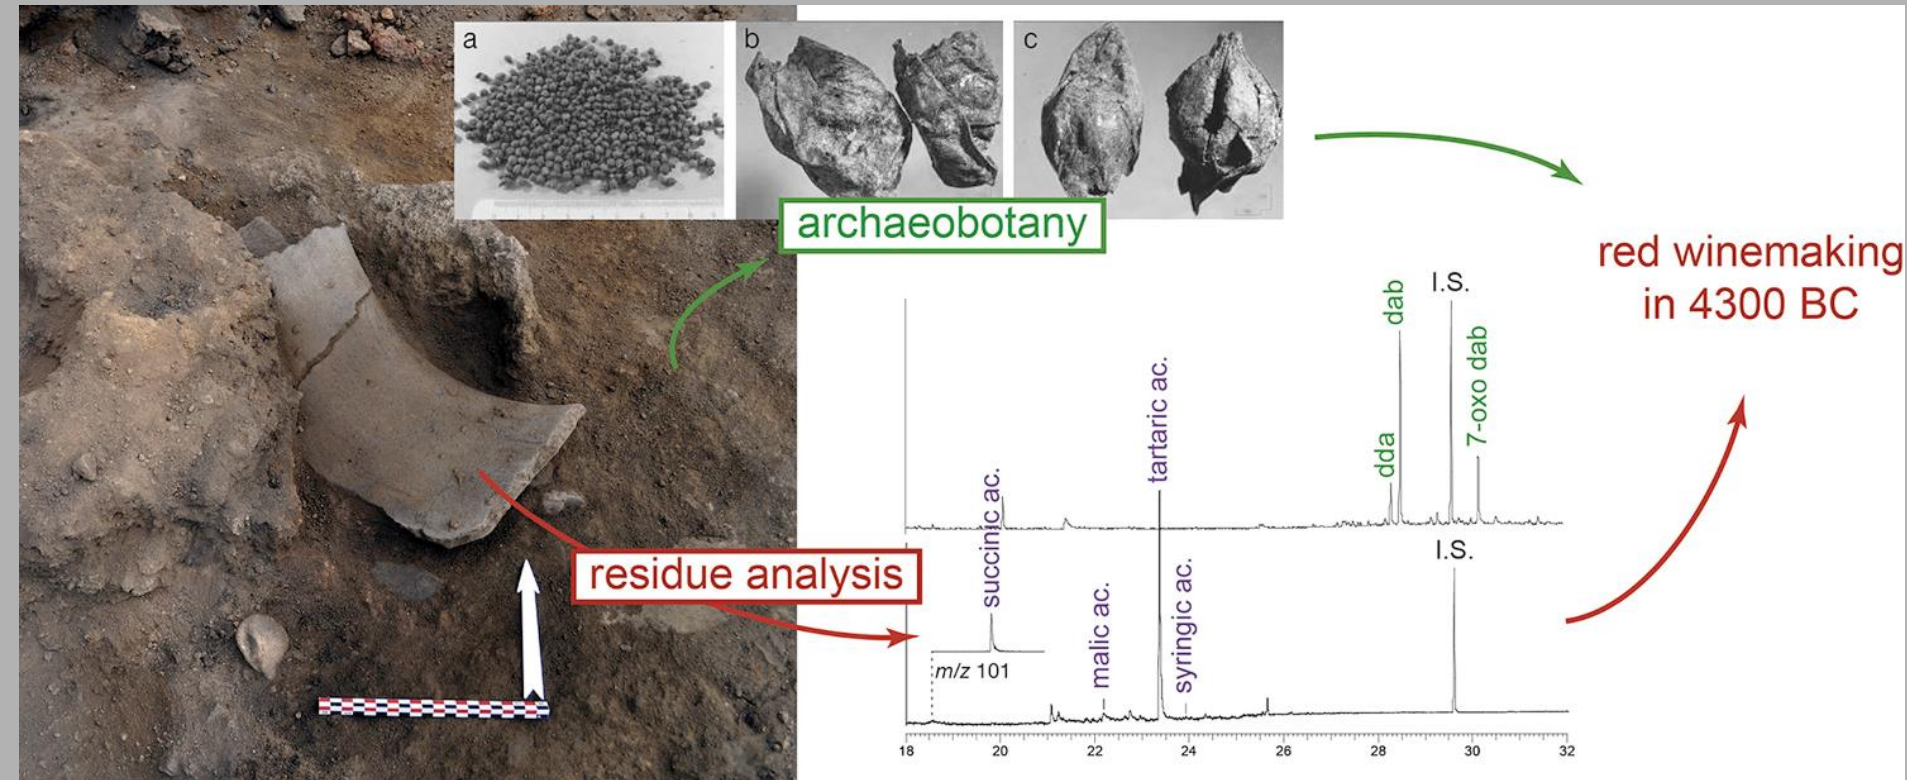 a
b
c
archaeobotany
red winemaking
in 4300 BC
I.S.
dab
7-oxo dab
dda
tartaric ac.
succinic ac.
I.S.
residue analysis
malic ac.
syringic ac.
m/z 101
18 20 22 24 26 28 30 32